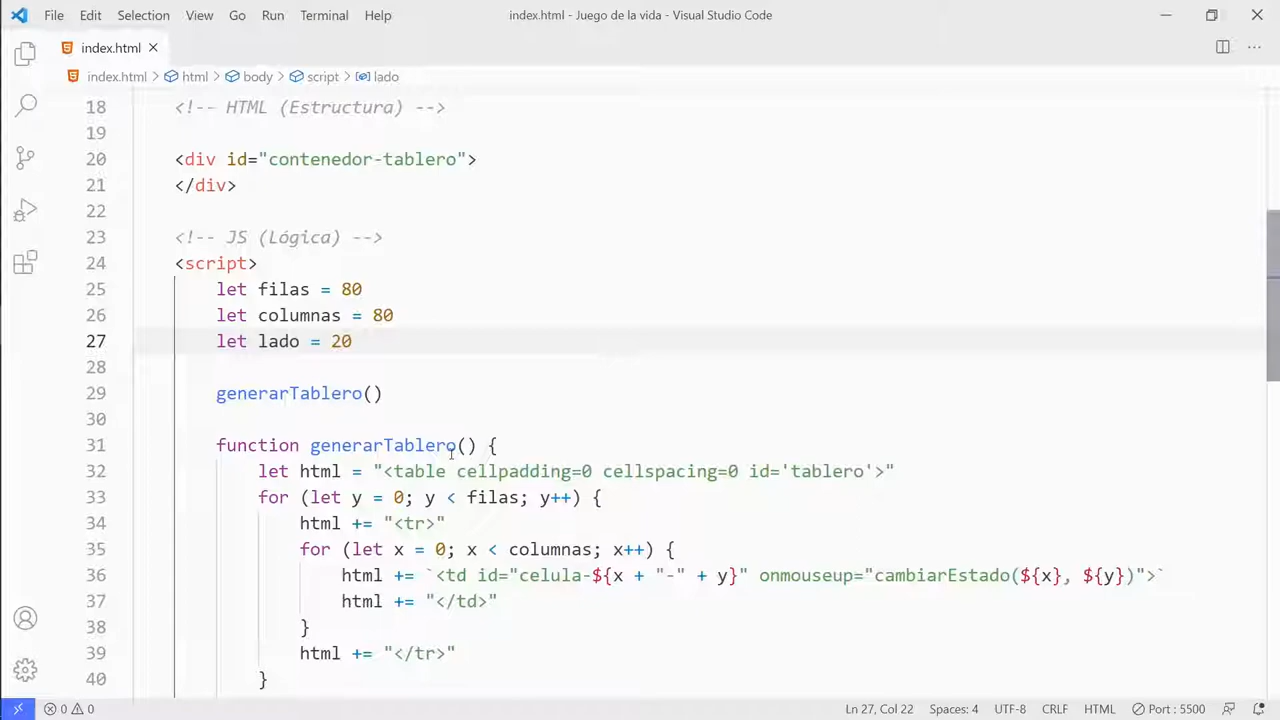 File Edit Selection View Go Run Terminal Help index.html - Juego de la vida - Visual Studio Code
index.html
index.html > html > body > script > lado
18 <!-- HTML (Estructura) -->
19
20 <div id="contenedor-tablero">
21 </div>
22
23 <!-- JS (Lógica) -->
24 <script>
25 let filas = 80
26 let columnas = 80
27 let lado = 20
28
29 generarTablero()
30
31 function generarTablero() {
32 let html = "<table cellpadding=0 cellspacing=0 id='tablero'>"
33 for (let y = 0; y < filas; y++) {
34 html += "<tr>"
35 for (let x = 0; x < columnas; x++) {
36 html += `<td id="celula-${x + "-" + y}" onmouseup="cambiarEstado(${x}, ${y})">`
37 html += "</td>"
38 }
39 html += "</tr>"
40 }
0 0 Ln 27, Col 22 Spaces: 4 UTF-8 CRLF HTML Port : 5500